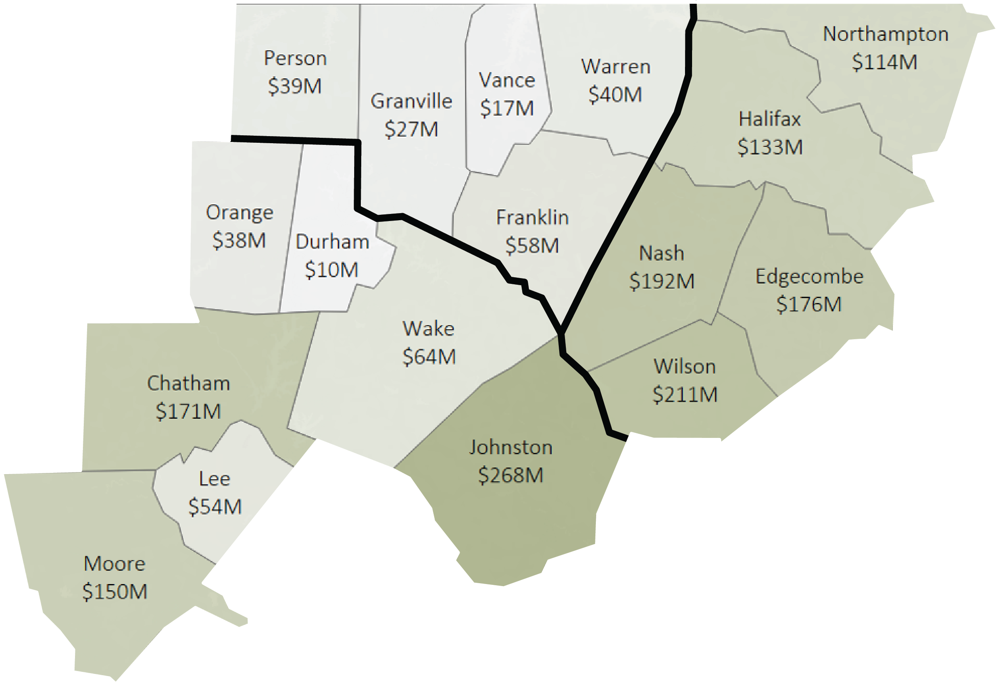 Northampton
$114M
Person
$39M
Warren
$40M
Vance
$17M
Granville
$27M
Halifax
$133M
Orange
$38M
Franklin
$58M
Durham
$10M
Nash
$192M
Edgecombe
$176M
Wake
$64M
Wilson
$211M
Chatham
$171M
Johnston
$268M
Lee
$54M
Moore
$150M